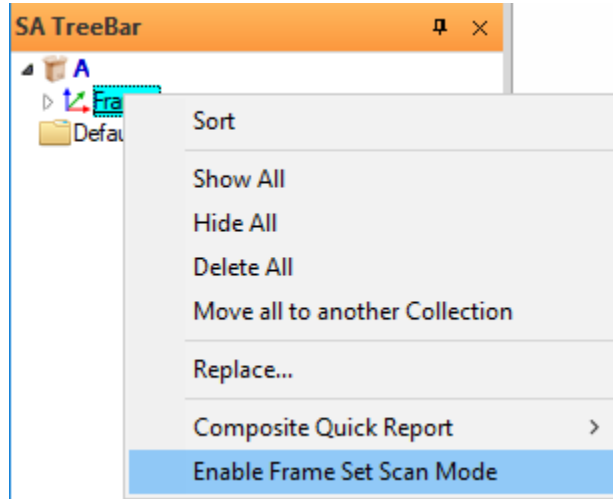 SA TreeBar
A
Sort
Show All
Hide All
Delete All
Move all to another Collection
Replace...
Composite Quick Report
Enable Frame Set Scan Mode